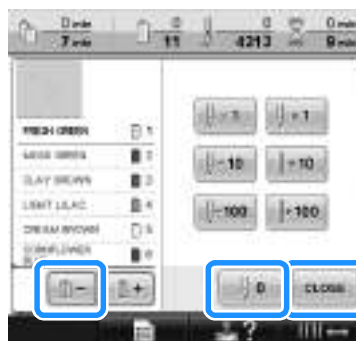 0 min 0 0 0 min
7 min 11 4213 9 min
FRESH GREEN 1
MOSS GREEN 2
CLAY BROWN 3
LIGHT LILAC 4
CREAM BROWN 5
CORNFLOWER 6
-1 +1
-10 +10
-100 +100
- + 0 CLOSE
?